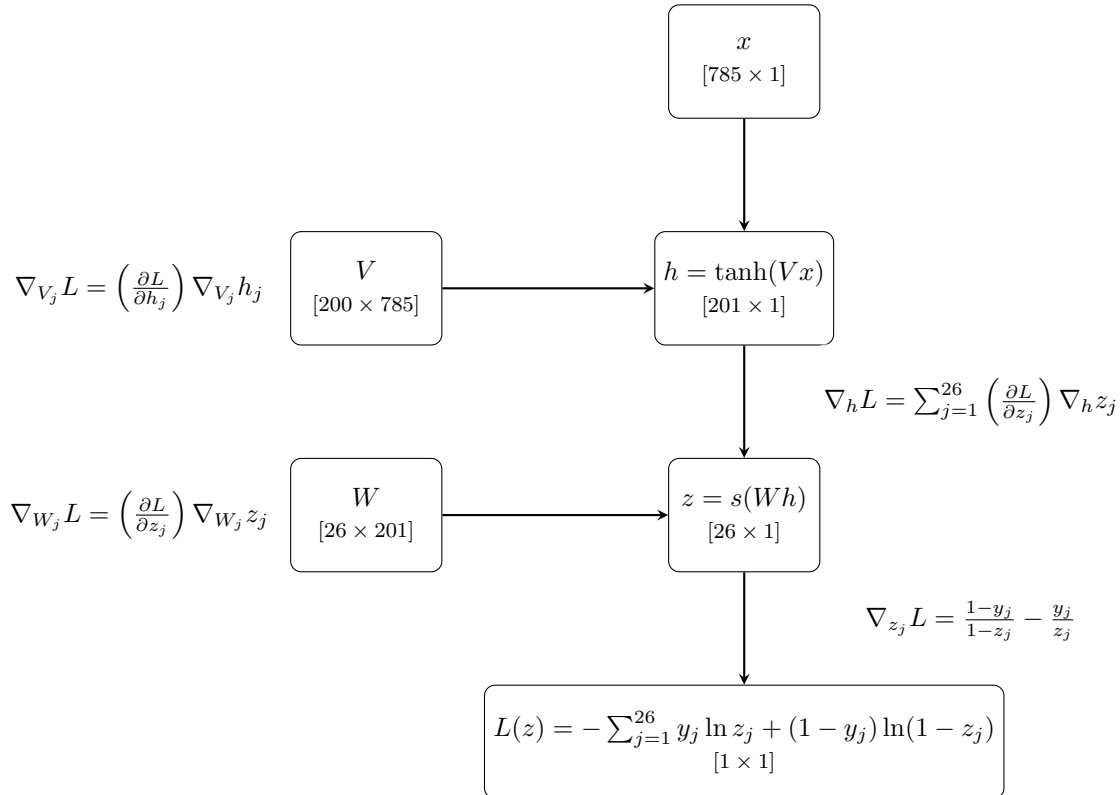 x
[785 × 1]
∇_{V_j} L = (∂L/∂h_j) ∇_{V_j} h_j
V
[200 × 785]
h = tanh(Vx)
[201 × 1]
∇_h L = ∑_{j=1}^{26} (∂L/∂z_j) ∇_h z_j
∇_{W_j} L = (∂L/∂z_j) ∇_{W_j} z_j
W
[26 × 201]
z = s(Wh)
[26 × 1]
∇_{z_j} L = (1−y_j)/(1−z_j) − y_j/z_j
L(z) = −∑_{j=1}^{26} y_j ln z_j + (1 − y_j) ln(1 − z_j)
[1 × 1]